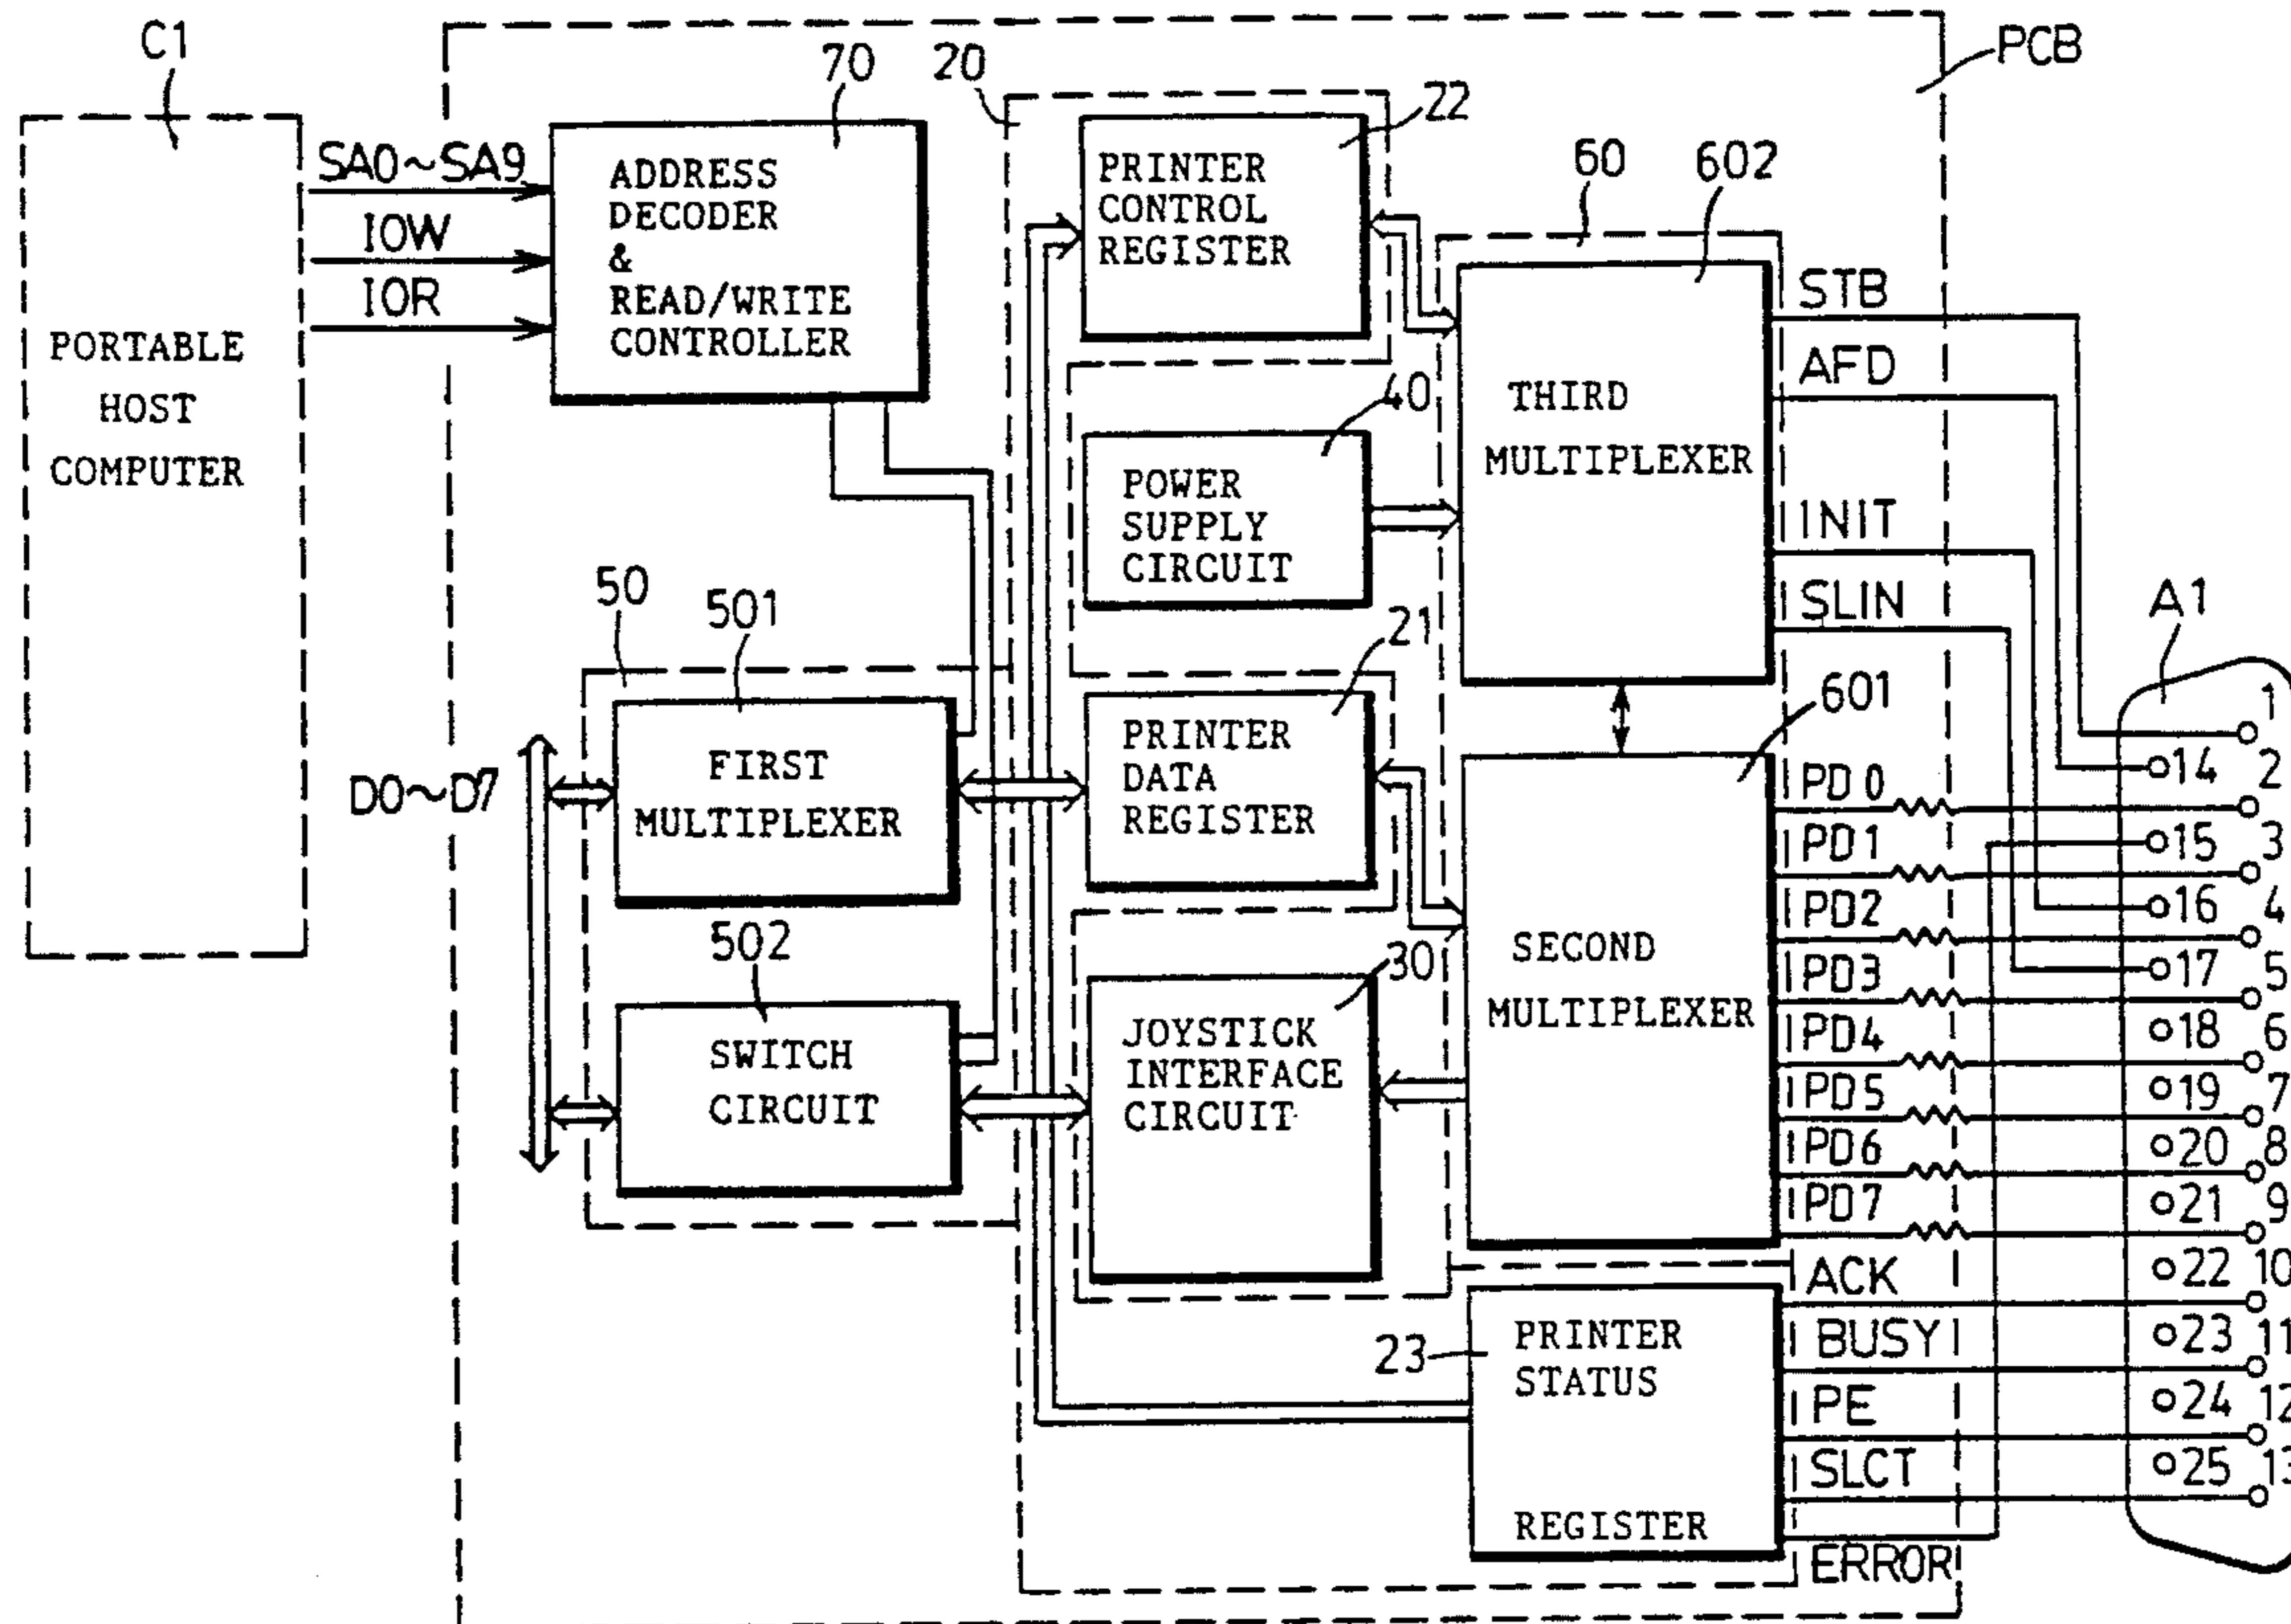 C1
PORTABLE
HOST
COMPUTER
SA0~SA9
IOW
IOR
D0~D7
PCB
70
ADDRESS
DECODER
&
READ/WRITE
CONTROLLER
50
501
FIRST
MULTIPLEXER
502
SWITCH
CIRCUIT
20
22
PRINTER
CONTROL
REGISTER
40
POWER
SUPPLY
CIRCUIT
21
PRINTER
DATA
REGISTER
30
JOYSTICK
INTERFACE
CIRCUIT
60
602
THIRD
MULTIPLEXER
601
SECOND
MULTIPLEXER
23
PRINTER
STATUS
REGISTER
STB
AFD
INIT
SLIN
PD0
PD1
PD2
PD3
PD4
PD5
PD6
PD7
ACK
BUSY
PE
SLCT
ERROR
A1
1
14
2
15
3
16
4
17
5
18
6
19
7
20
8
21
9
22
10
23
11
24
12
25
13